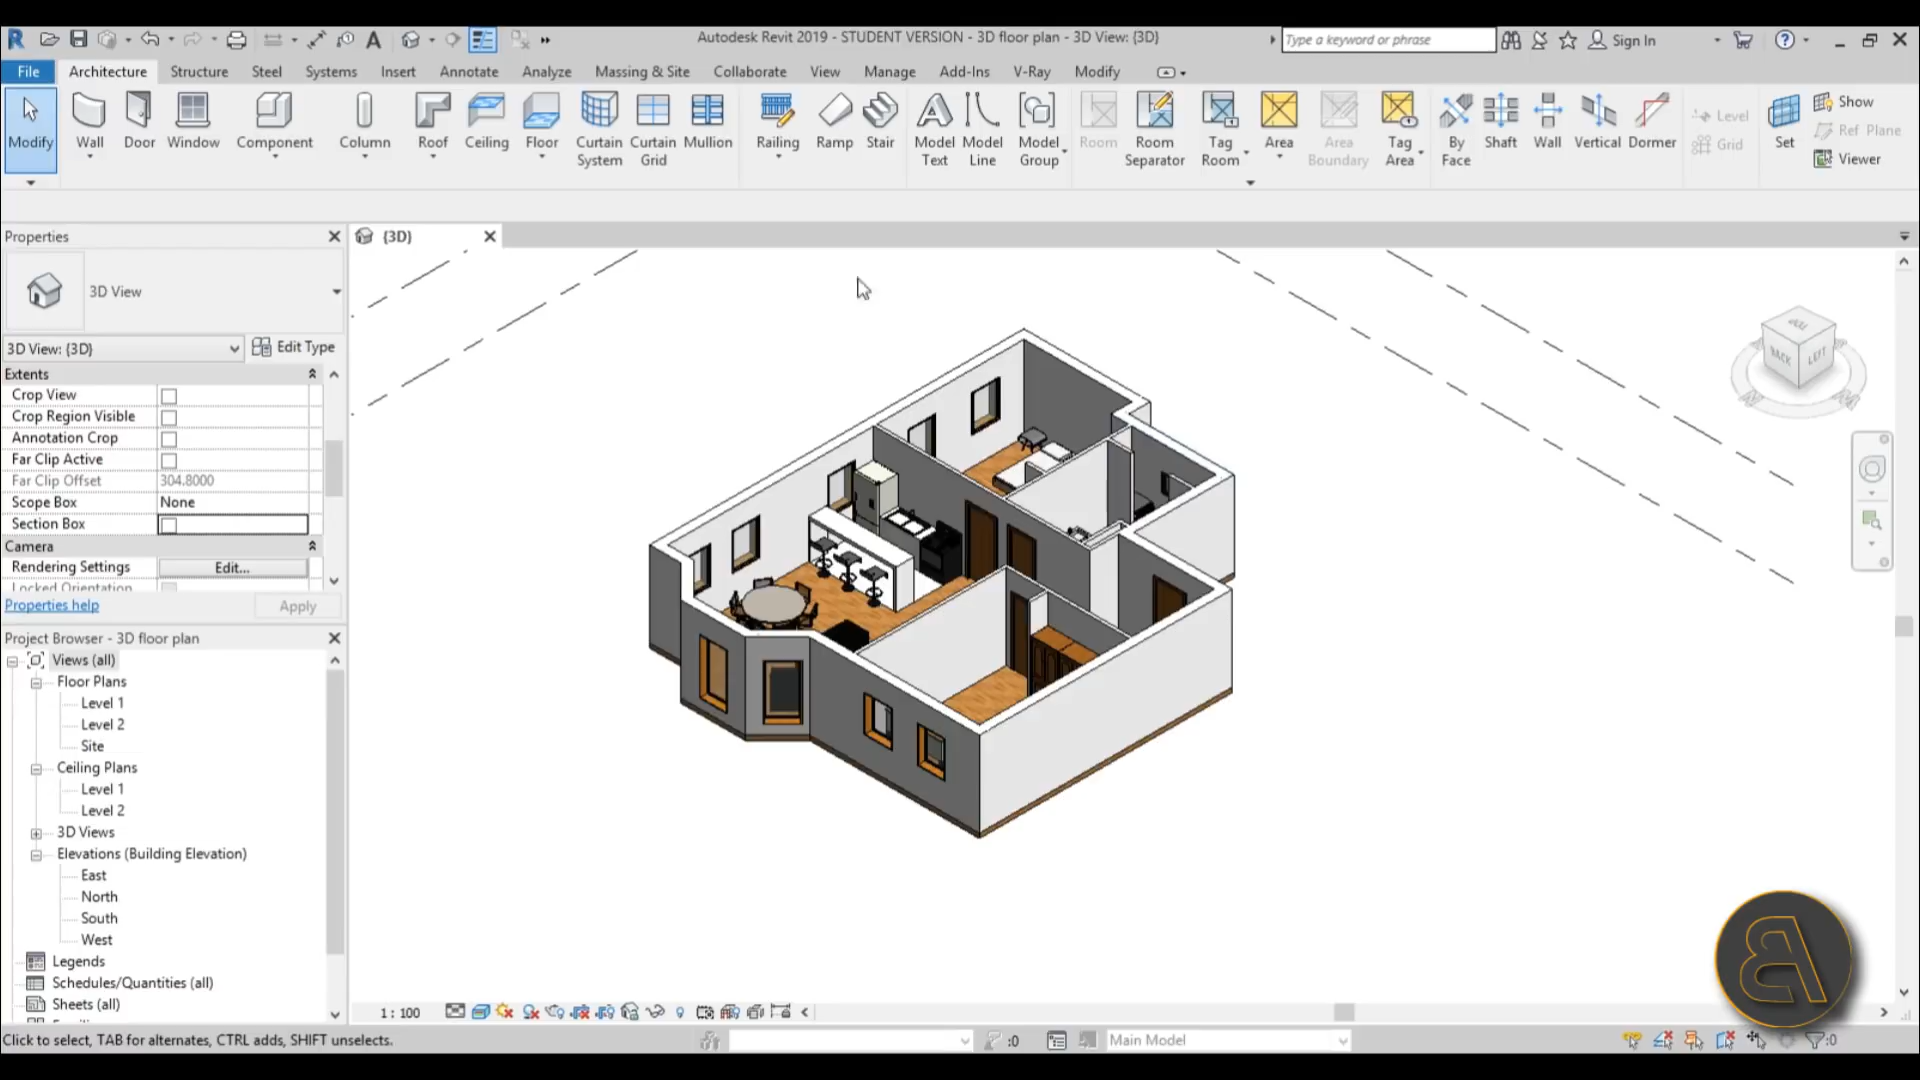 Autodesk Revit 2019 - STUDENT VERSION - 3D floor plan - 3D View: {3D}
Type a keyword or phrase
Sign In
File Architecture Structure Steel Systems Insert Annotate Analyze Massing & Site Collaborate View Manage Add-Ins V-Ray Modify
Modify Wall Door Window Component Column Roof Ceiling Floor Curtain System Curtain Grid Mullion Railing Ramp Stair Model Text Model Line Model Group Room Room Separator Tag Room Area Area Boundary Tag Area By Face Shaft Wall Vertical Dormer Level Grid Set Show Ref Plane Viewer
Properties
{3D}
3D View
3D View: {3D}
Edit Type
Extents
Crop View
Crop Region Visible
Annotation Crop
Far Clip Active
Far Clip Offset 304.8000
Scope Box None
Section Box
Camera
Rendering Settings Edit...
Locked Orientation
Properties help
Apply
Project Browser - 3D floor plan
Views (all)
Floor Plans
Level 1
Level 2
Site
Ceiling Plans
Level 1
Level 2
3D Views
Elevations (Building Elevation)
East
North
South
West
Legends
Schedules/Quantities (all)
Sheets (all)
TOP
BACK
LEFT
1 : 100
Click to select, TAB for alternates, CTRL adds, SHIFT unselects.
:0
Main Model
:0